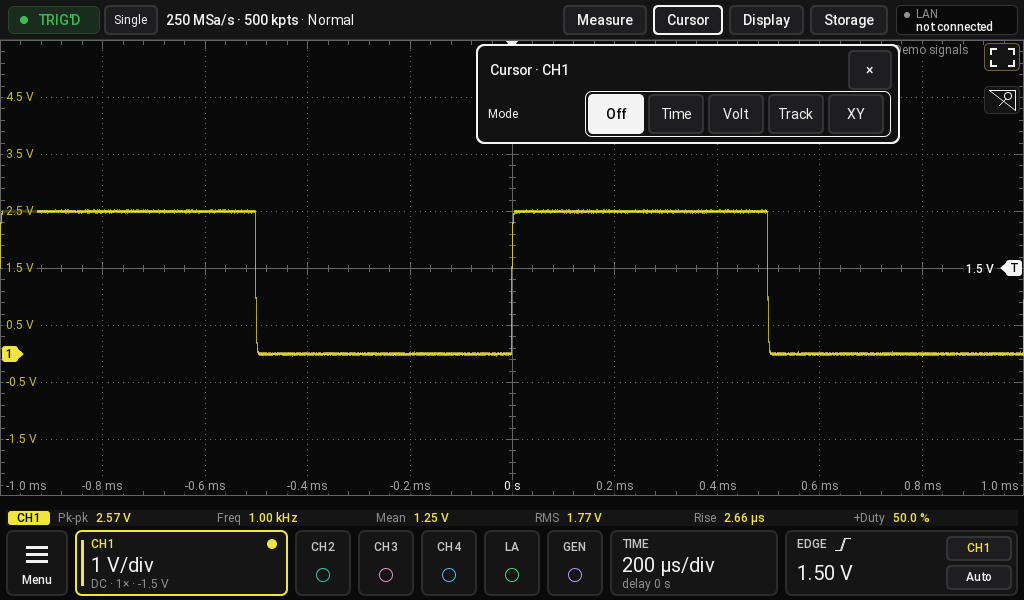 TRIG'D
Single
250 MSa/s · 500 kpts · Normal
Measure
Cursor
Display
Storage
LAN
not connected
emo signals
Cursor · CH1
×
Mode
Off
Time
Volt
Track
XY
4.5 V
3.5 V
2.5 V
1.5 V
0.5 V
-0.5 V
-1.5 V
1
1.5 V
T
-1.0 ms
-0.8 ms
-0.6 ms
-0.4 ms
-0.2 ms
0 s
0.2 ms
0.4 ms
0.6 ms
0.8 ms
1.0 ms
CH1
Pk-pk 2.57 V
Freq 1.00 kHz
Mean 1.25 V
RMS 1.77 V
Rise 2.66 µs
+Duty 50.0 %
Menu
CH1
1 V/div
DC · 1× · -1.5 V
CH2
CH3
CH4
LA
GEN
TIME
200 µs/div
delay 0 s
EDGE
1.50 V
CH1
Auto